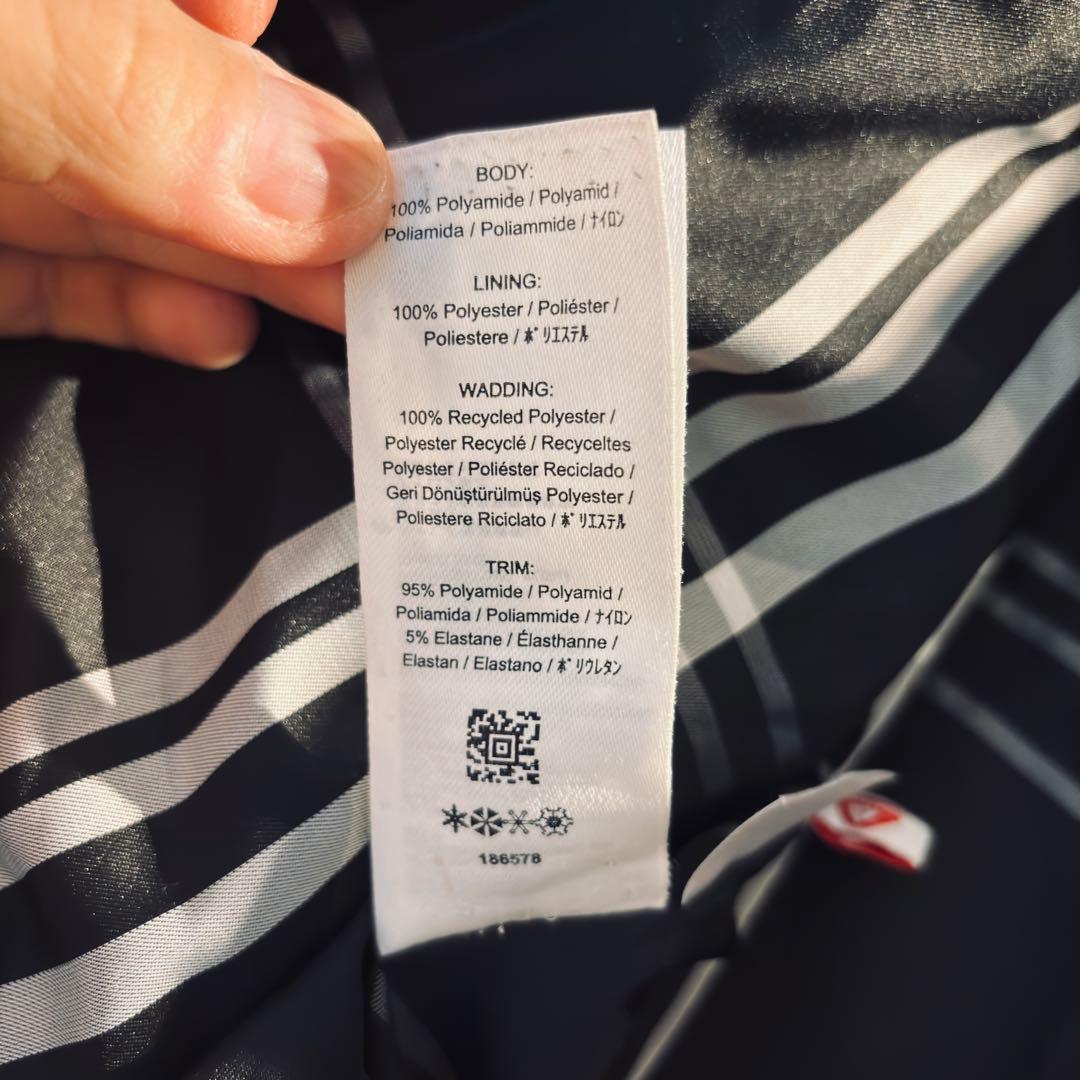 BODY:
100% Polyamide / Polyamid /
Poliamida / Poliammide / ﾅｲﾛﾝ
LINING:
100% Polyester / Poliéster /
Poliestere / ﾎﾟﾘｴｽﾃﾙ
WADDING:
100% Recycled Polyester /
Polyester Recyclé / Recyceltes
Polyester / Poliéster Reciclado /
Geri Dönüştürülmüş Polyester /
Poliestere Riciclato / ﾎﾟﾘｴｽﾃﾙ
TRIM:
95% Polyamide / Polyamid /
Poliamida / Poliammide / ﾅｲﾛﾝ
5% Elastane / Élasthanne /
Elastan / Elastano / ﾎﾟﾘｳﾚﾀﾝ
186578